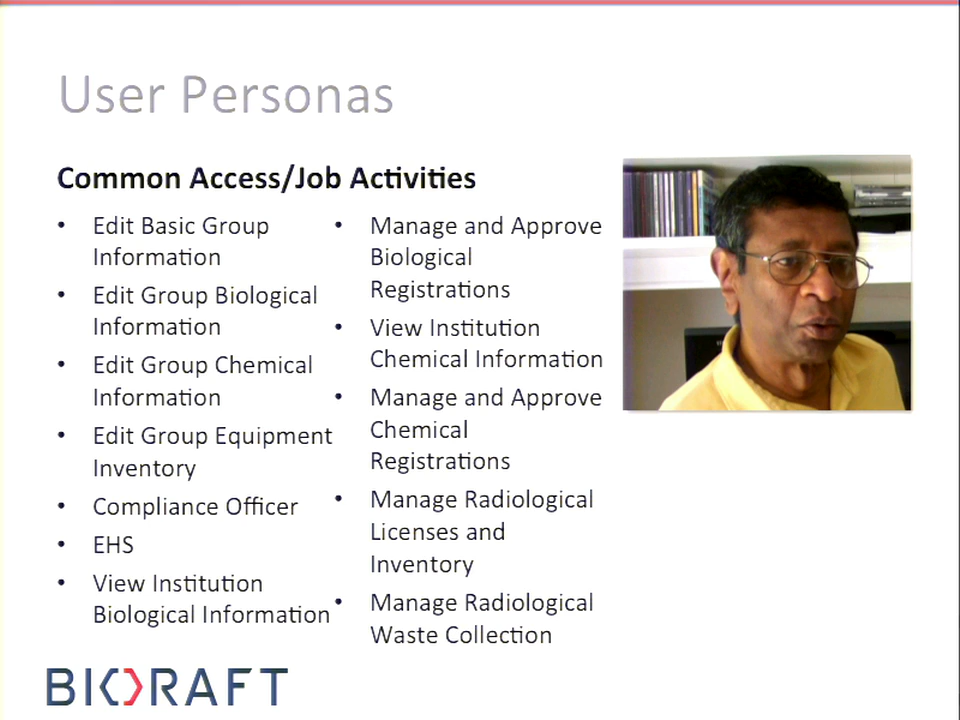 User Personas
Common Access/Job Activities
• Edit Basic Group
Information
• Edit Group Biological
Information
• Edit Group Chemical
Information
• Edit Group Equipment
Inventory
• Compliance Officer
• EHS
• View Institution
Biological Information
• Manage and Approve
Biological
Registrations
• View Institution
Chemical Information
• Manage and Approve
Chemical
Registrations
• Manage Radiological
Licenses and
Inventory
• Manage Radiological
Waste Collection
BIORAFT